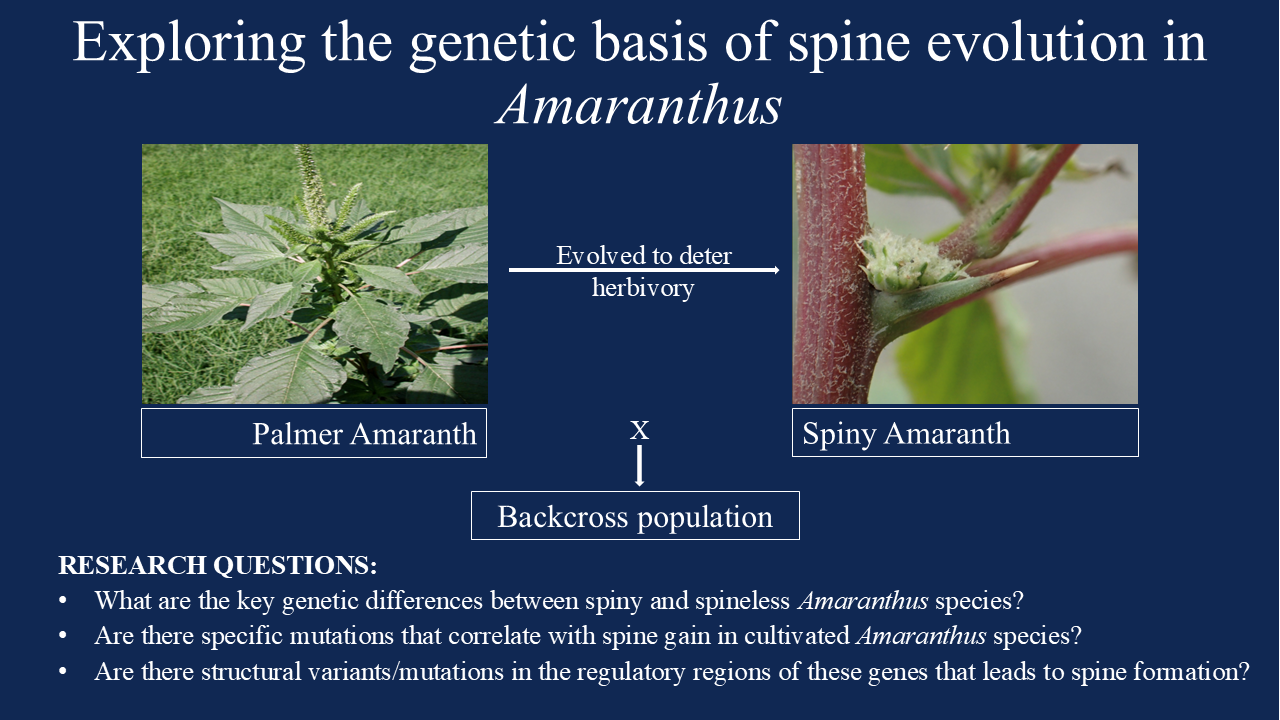 Exploring the genetic basis of spine evolution in
Amaranthus
Evolved to deter
herbivory
Palmer Amaranth
X
Spiny Amaranth
Backcross population
RESEARCH QUESTIONS:
• What are the key genetic differences between spiny and spineless Amaranthus species?
• Are there specific mutations that correlate with spine gain in cultivated Amaranthus species?
• Are there structural variants/mutations in the regulatory regions of these genes that leads to spine formation?